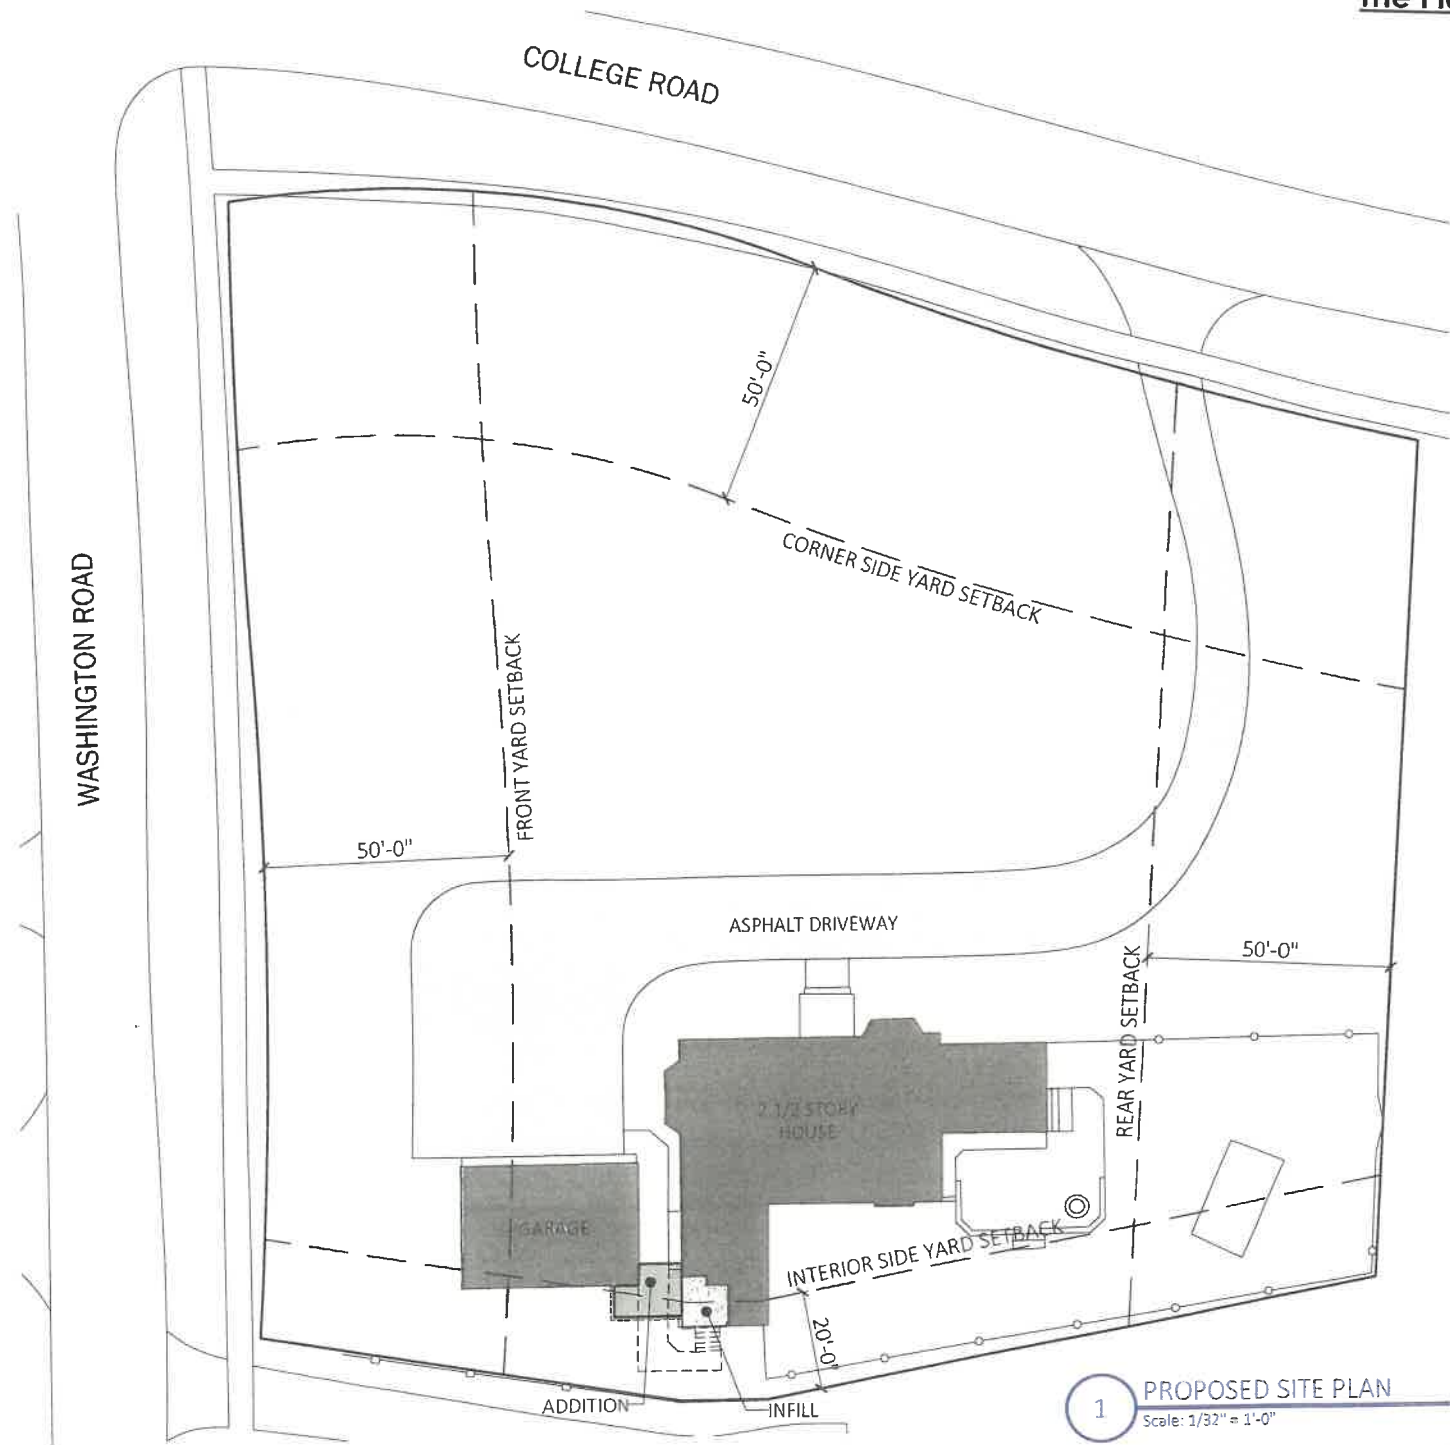 COLLEGE ROAD
50'-0"
CORNER SIDE YARD SETBACK
WASHINGTON ROAD
FRONT YARD SETBACK
50'-0"
ASPHALT DRIVEWAY
50'-0"
REAR YARD SETBACK
2 1/2 STORY
HOUSE
GARAGE
INTERIOR SIDE YARD SETBACK
20'-0"
ADDITION
INFILL
1
PROPOSED SITE PLAN
Scale: 1/32" = 1'-0"